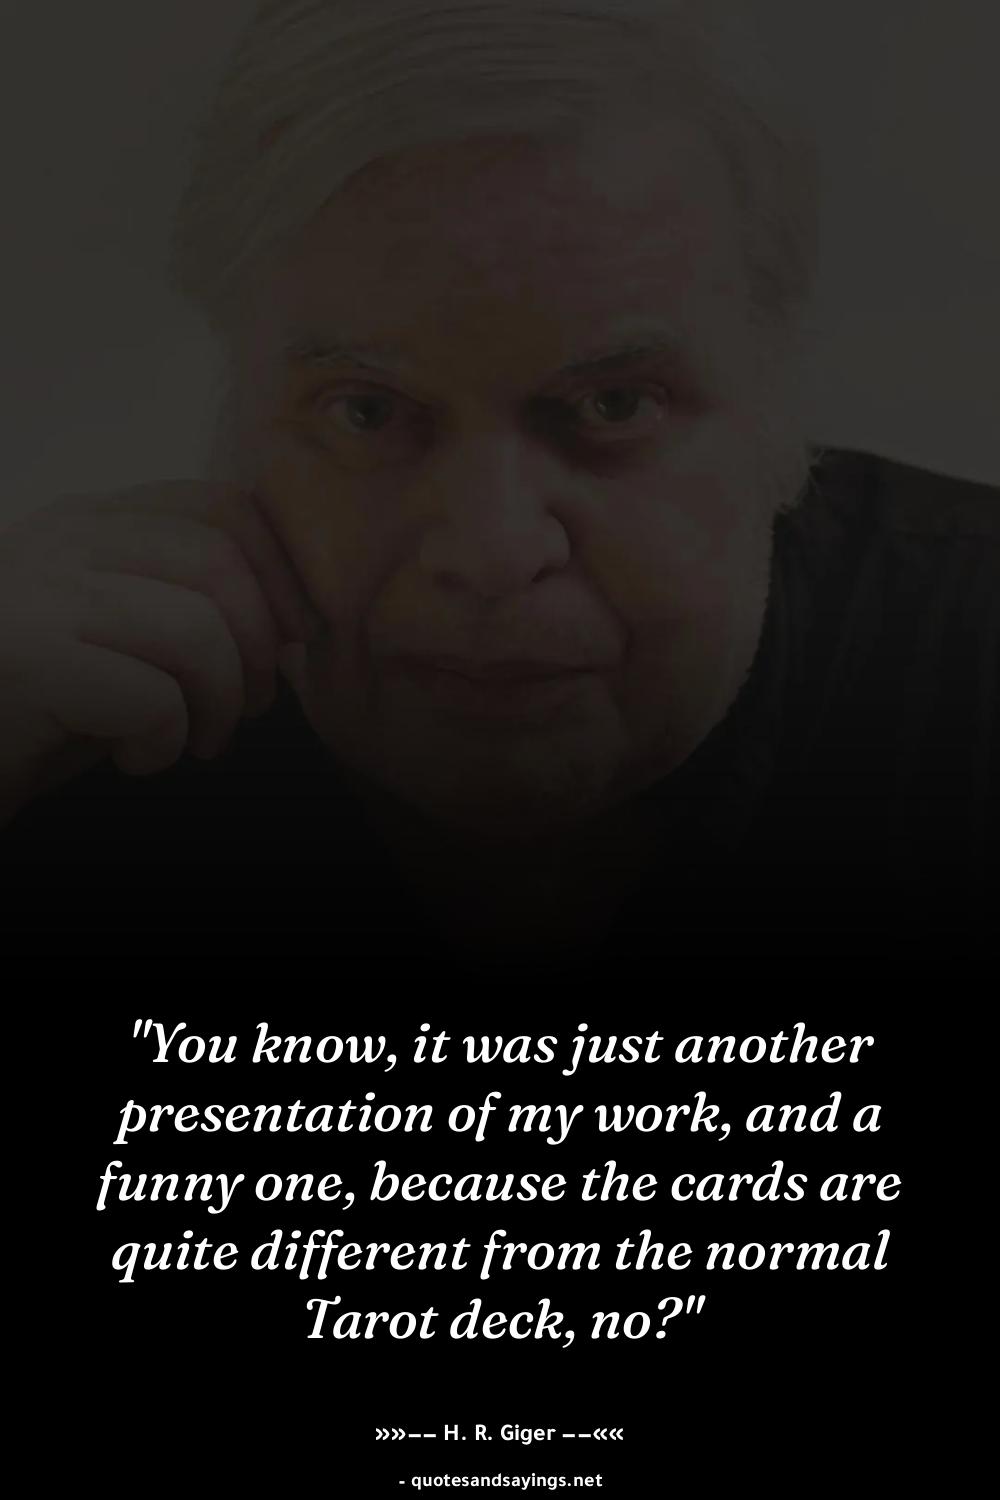 "You know, it was just another
presentation of my work, and a
funny one, because the cards are
quite different from the normal
Tarot deck, no?"
»»−− H. R. Giger −−««
- quotesandsayings.net